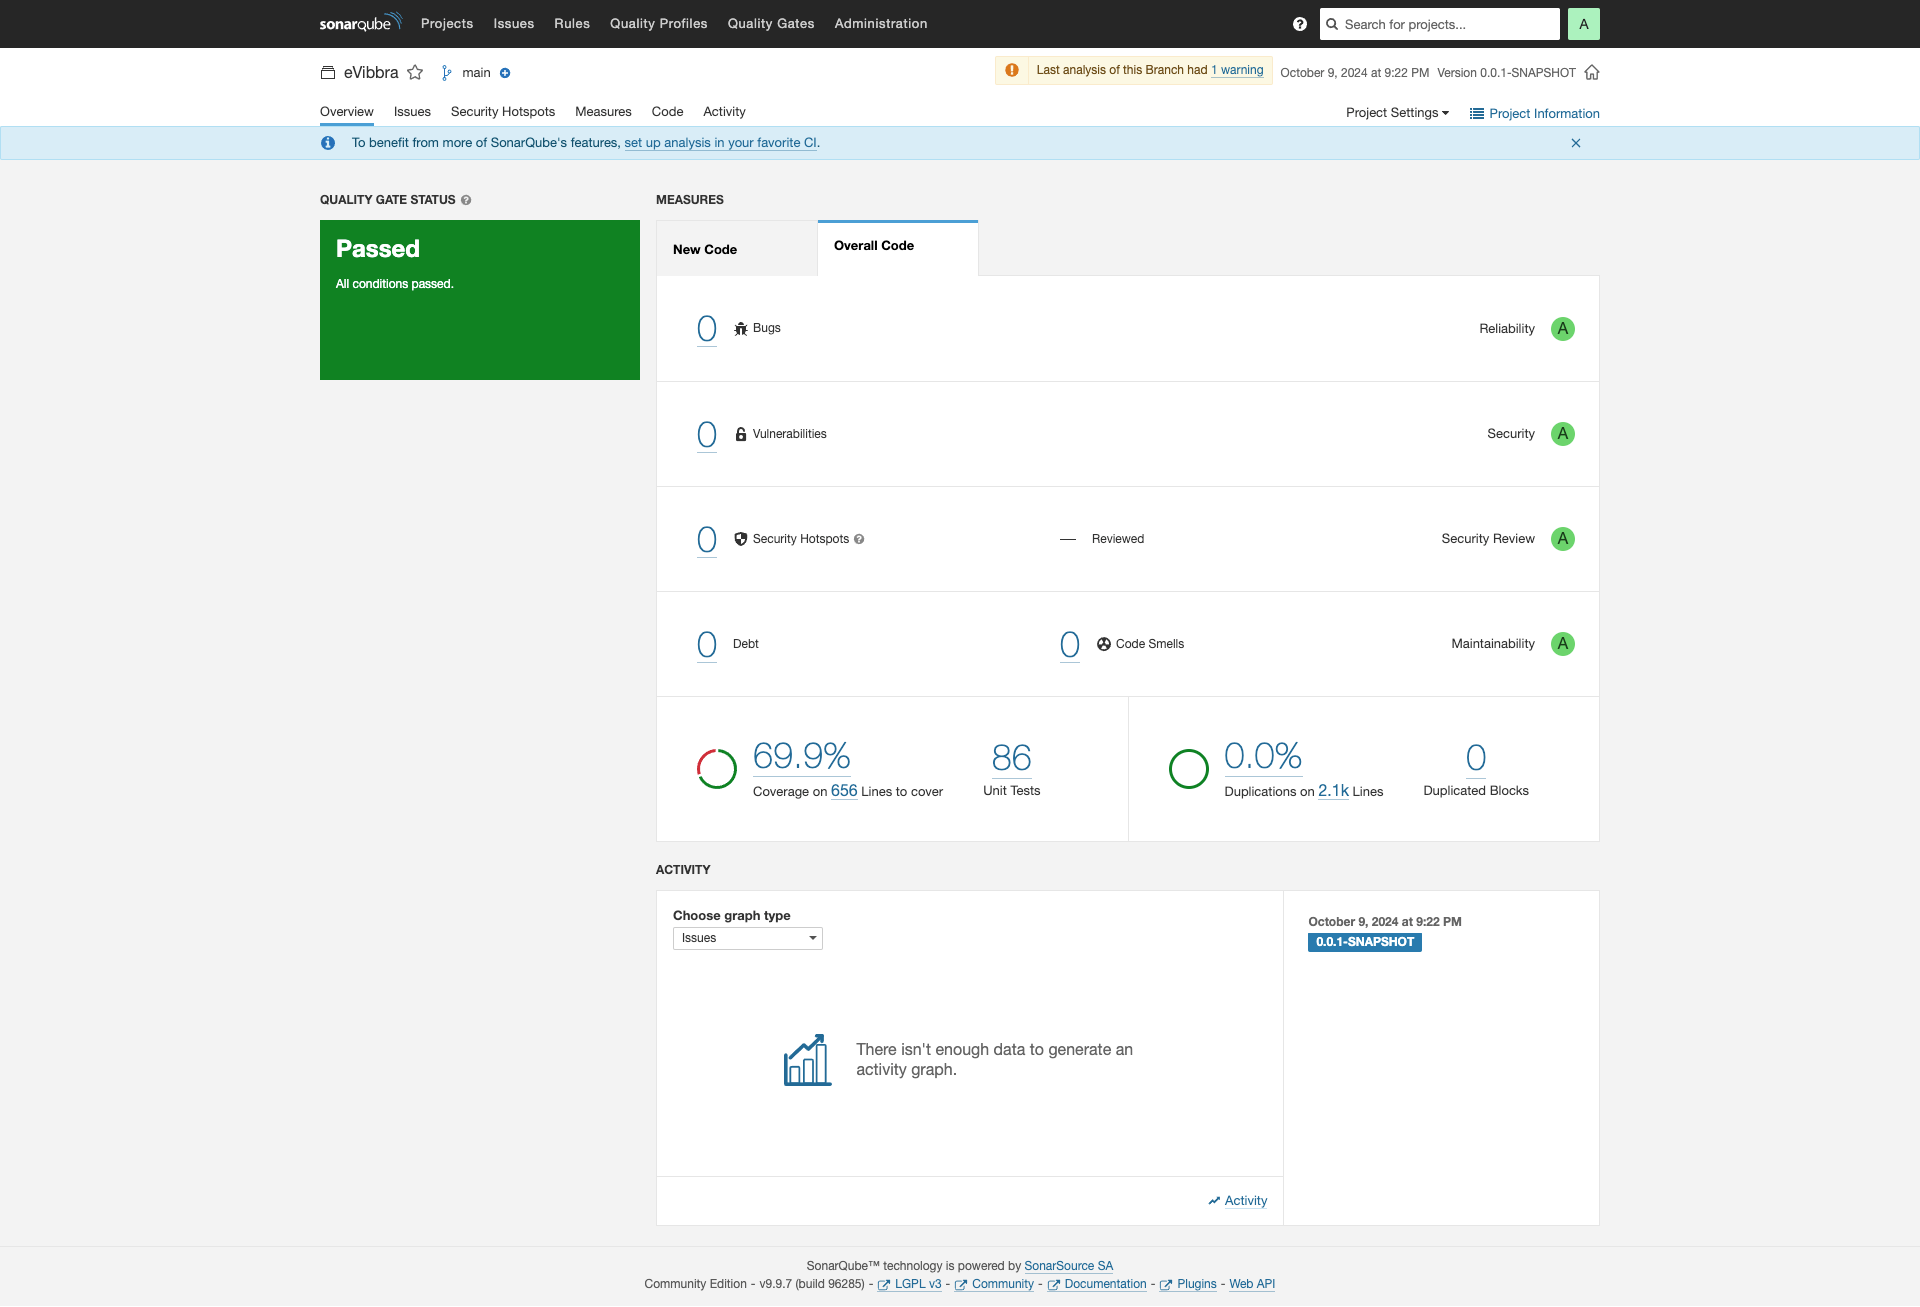 sonarqube Projects Issues Rules Quality Profiles Quality Gates Administration ? Search for projects... A
eVibbra main Last analysis of this Branch had 1 warning October 9, 2024 at 9:22 PM Version 0.0.1-SNAPSHOT
Overview Issues Security Hotspots Measures Code Activity Project Settings Project Information
To benefit from more of SonarQube's features, set up analysis in your favorite CI.
QUALITY GATE STATUS ?
Passed
All conditions passed.
MEASURES
New Code
Overall Code
0 Bugs Reliability A
0 Vulnerabilities Security A
0 Security Hotspots ? — Reviewed Security Review A
0 Debt 0 Code Smells Maintainability A
69.9%
Coverage on 656 Lines to cover
86
Unit Tests
0.0%
Duplications on 2.1k Lines
0
Duplicated Blocks
ACTIVITY
Choose graph type
Issues
There isn't enough data to generate an
activity graph.
Activity
October 9, 2024 at 9:22 PM
0.0.1-SNAPSHOT
SonarQube™ technology is powered by SonarSource SA
Community Edition - v9.9.7 (build 96285) - LGPL v3 - Community - Documentation - Plugins - Web API